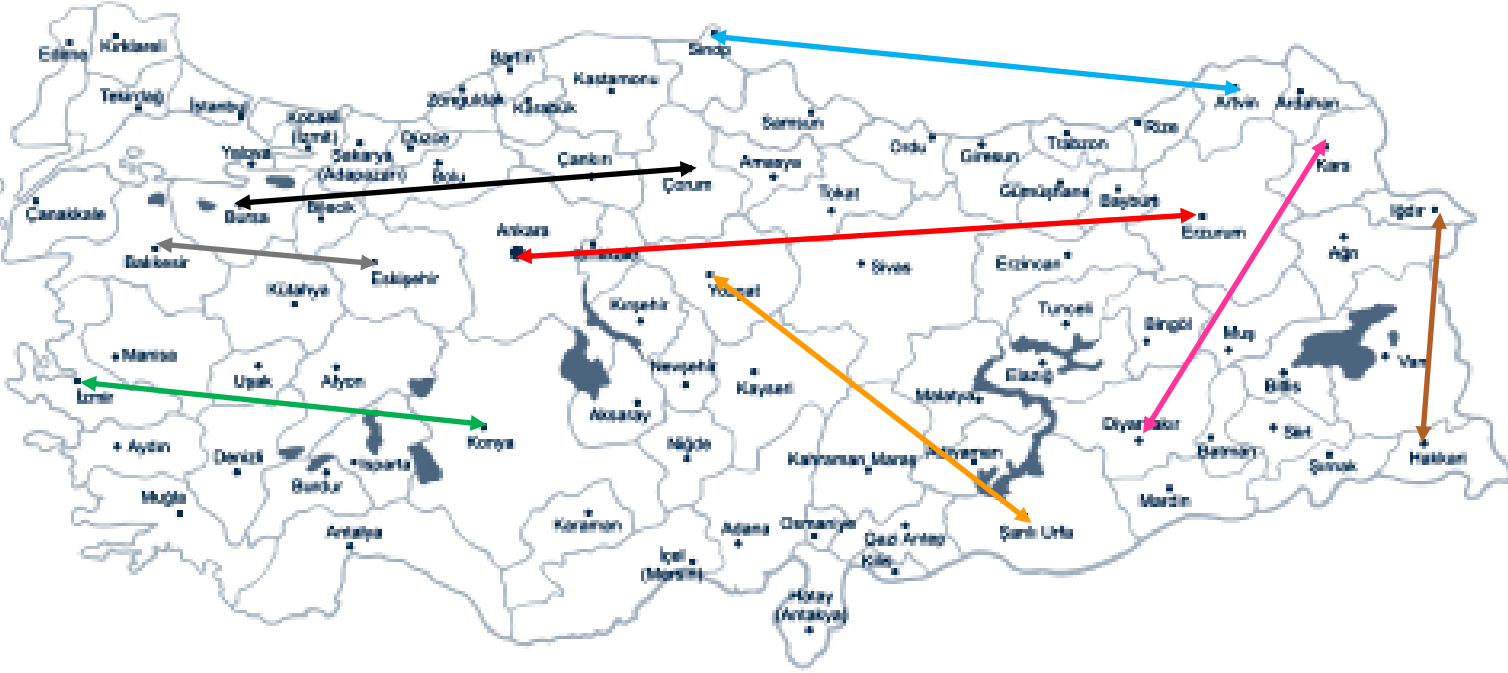 Edirne
Kırklareli
Tekirdağ
İstanbul
Kocaeli
(İzmit)
Yalova
Sakarya
(Adapazarı)
Düzce
Bolu
Zonguldak
Bartın
Karabük
Kastamonu
Sinop
Çankırı
Çorum
Samsun
Amasya
Tokat
Ordu
Giresun
Trabzon
Rize
Artvin
Ardahan
Kars
Gümüşhane
Bayburt
Erzurum
Iğdır
Ağrı
Çanakkale
Bursa
Bilecik
Balıkesir
Eskişehir
Ankara
Kütahya
Kırşehir
Yozgat
Sivas
Erzincan
Tunceli
Bingöl
Muş
Van
Manisa
Uşak
Afyon
İzmir
Aydın
Denizli
Muğla
Burdur
Isparta
Antalya
Konya
Aksaray
Nevşehir
Kayseri
Niğde
Karaman
İçel
(Mersin)
Adana
Osmaniye
Kahraman Maraş
Malatya
Elazığ
Diyarbakır
Batman
Bitlis
Siirt
Şırnak
Hakkari
Mardin
Şanlı Urfa
Gazi Antep
Kilis
Hatay
(Antakya)